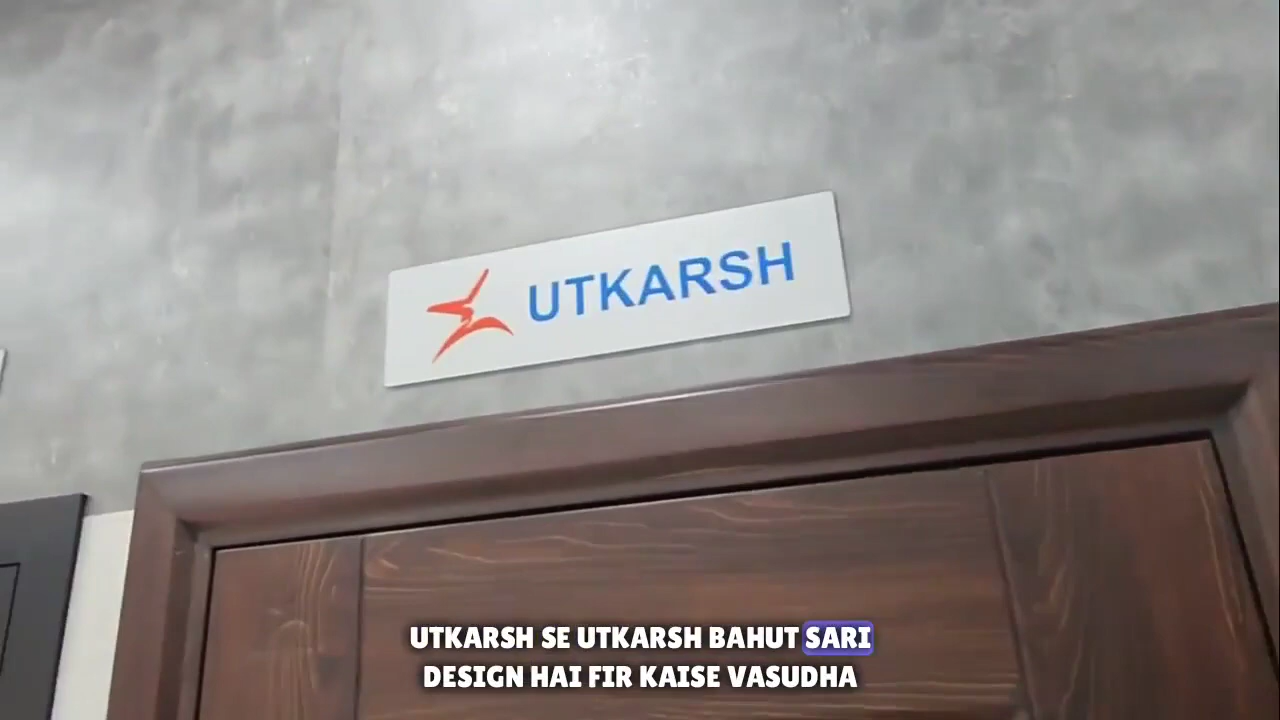 UTKARSH
UTKARSH SE UTKARSH BAHUT SARI
DESIGN HAI FIR KAISE VASUDHA